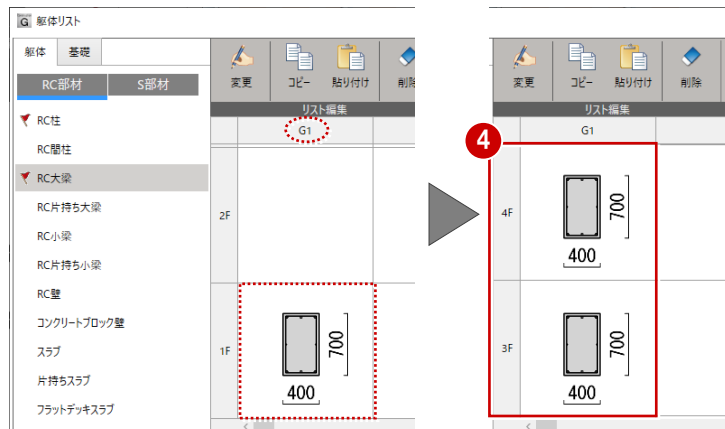 G 躯体リスト
躯体 基礎
RC部材 S部材
RC柱
RC間柱
RC大梁
RC片持ち大梁
RC小梁
RC片持ち小梁
RC壁
コンクリートブロック壁
スラブ
片持ちスラブ
フラットデッキスラブ
変更 コピー 貼り付け 削除
リスト編集
G1
2F
1F
700
400
4
変更 コピー 貼り付け 削除
リスト編集
G1
4F
700
400
3F
700
400